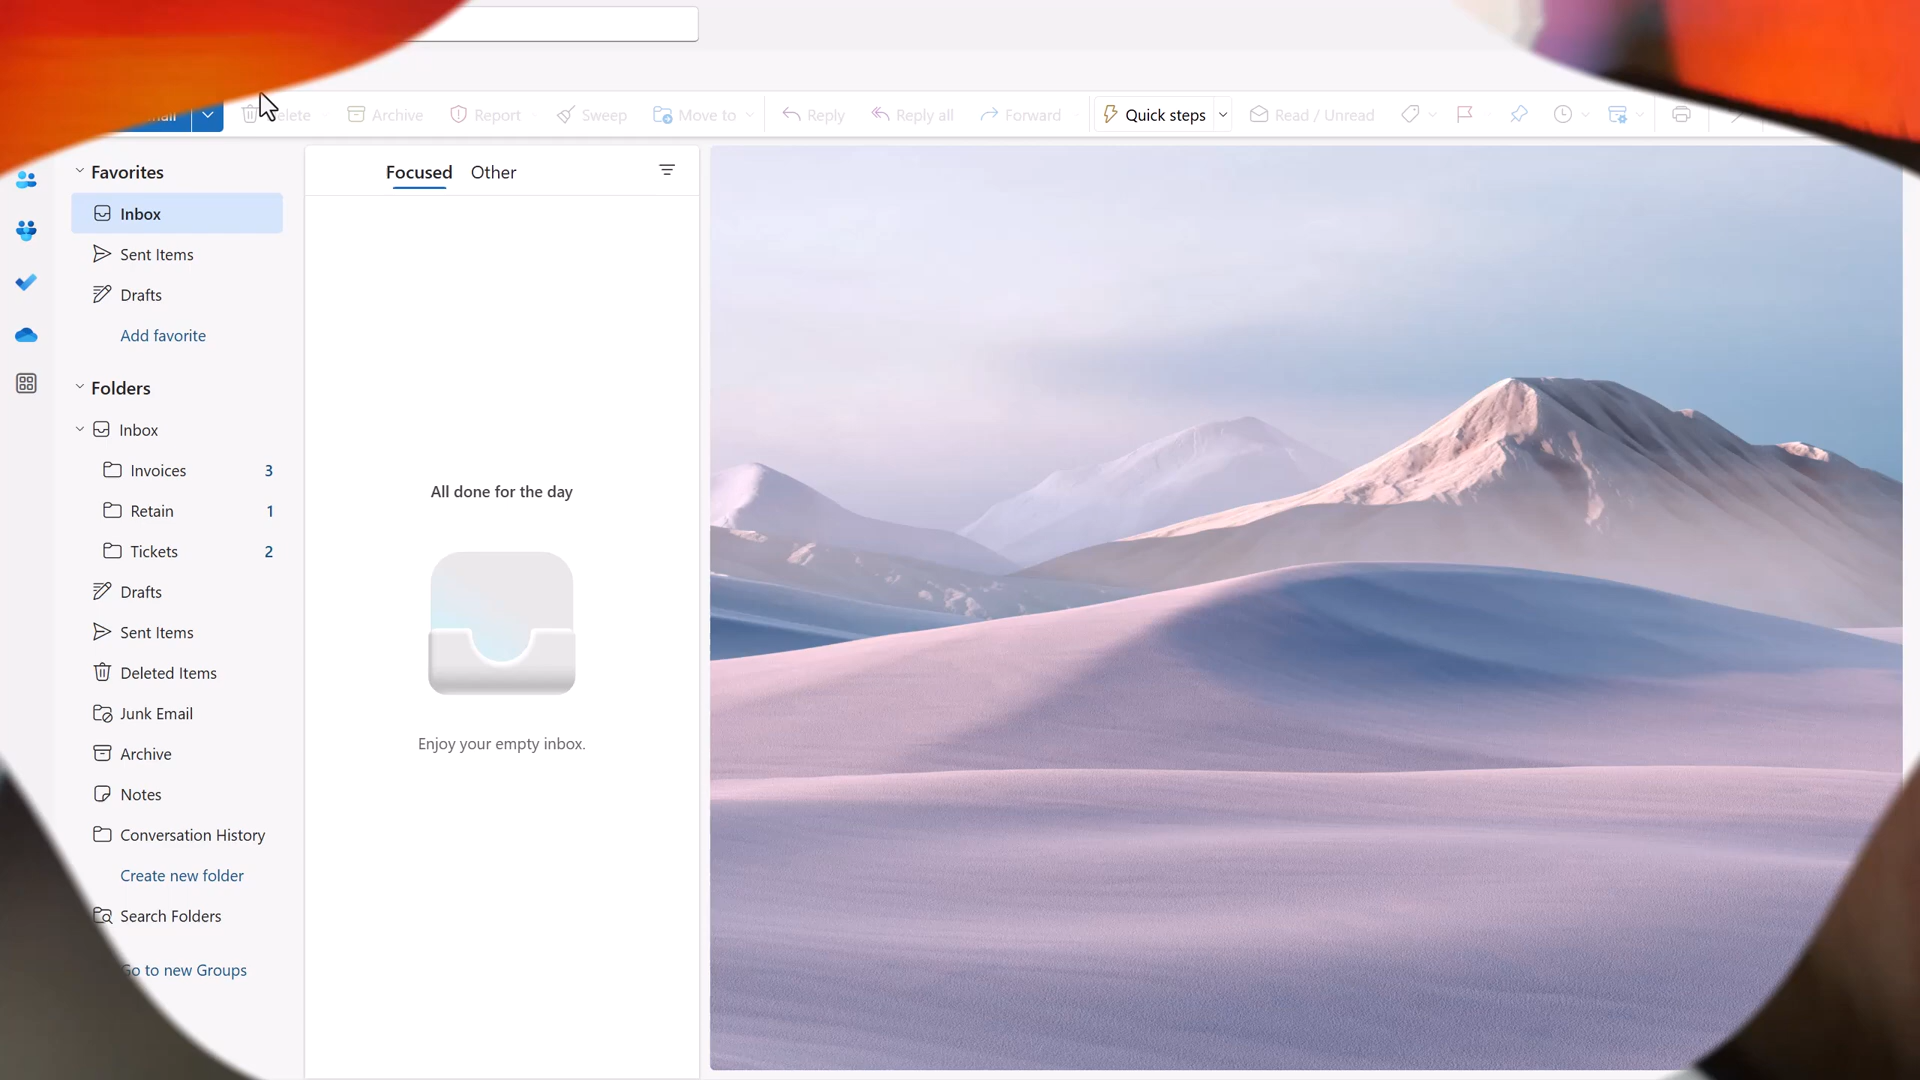 Archive
Report
Sweep
Move to
Reply
Reply all
Forward
Quick steps
Read / Unread
Favorites
Inbox
Sent Items
Drafts
Add favorite
Folders
Inbox
Invoices 3
Retain 1
Tickets 2
Drafts
Sent Items
Deleted Items
Junk Email
Archive
Notes
Conversation History
Create new folder
Search Folders
Go to new Groups
Focused Other
All done for the day
Enjoy your empty inbox.